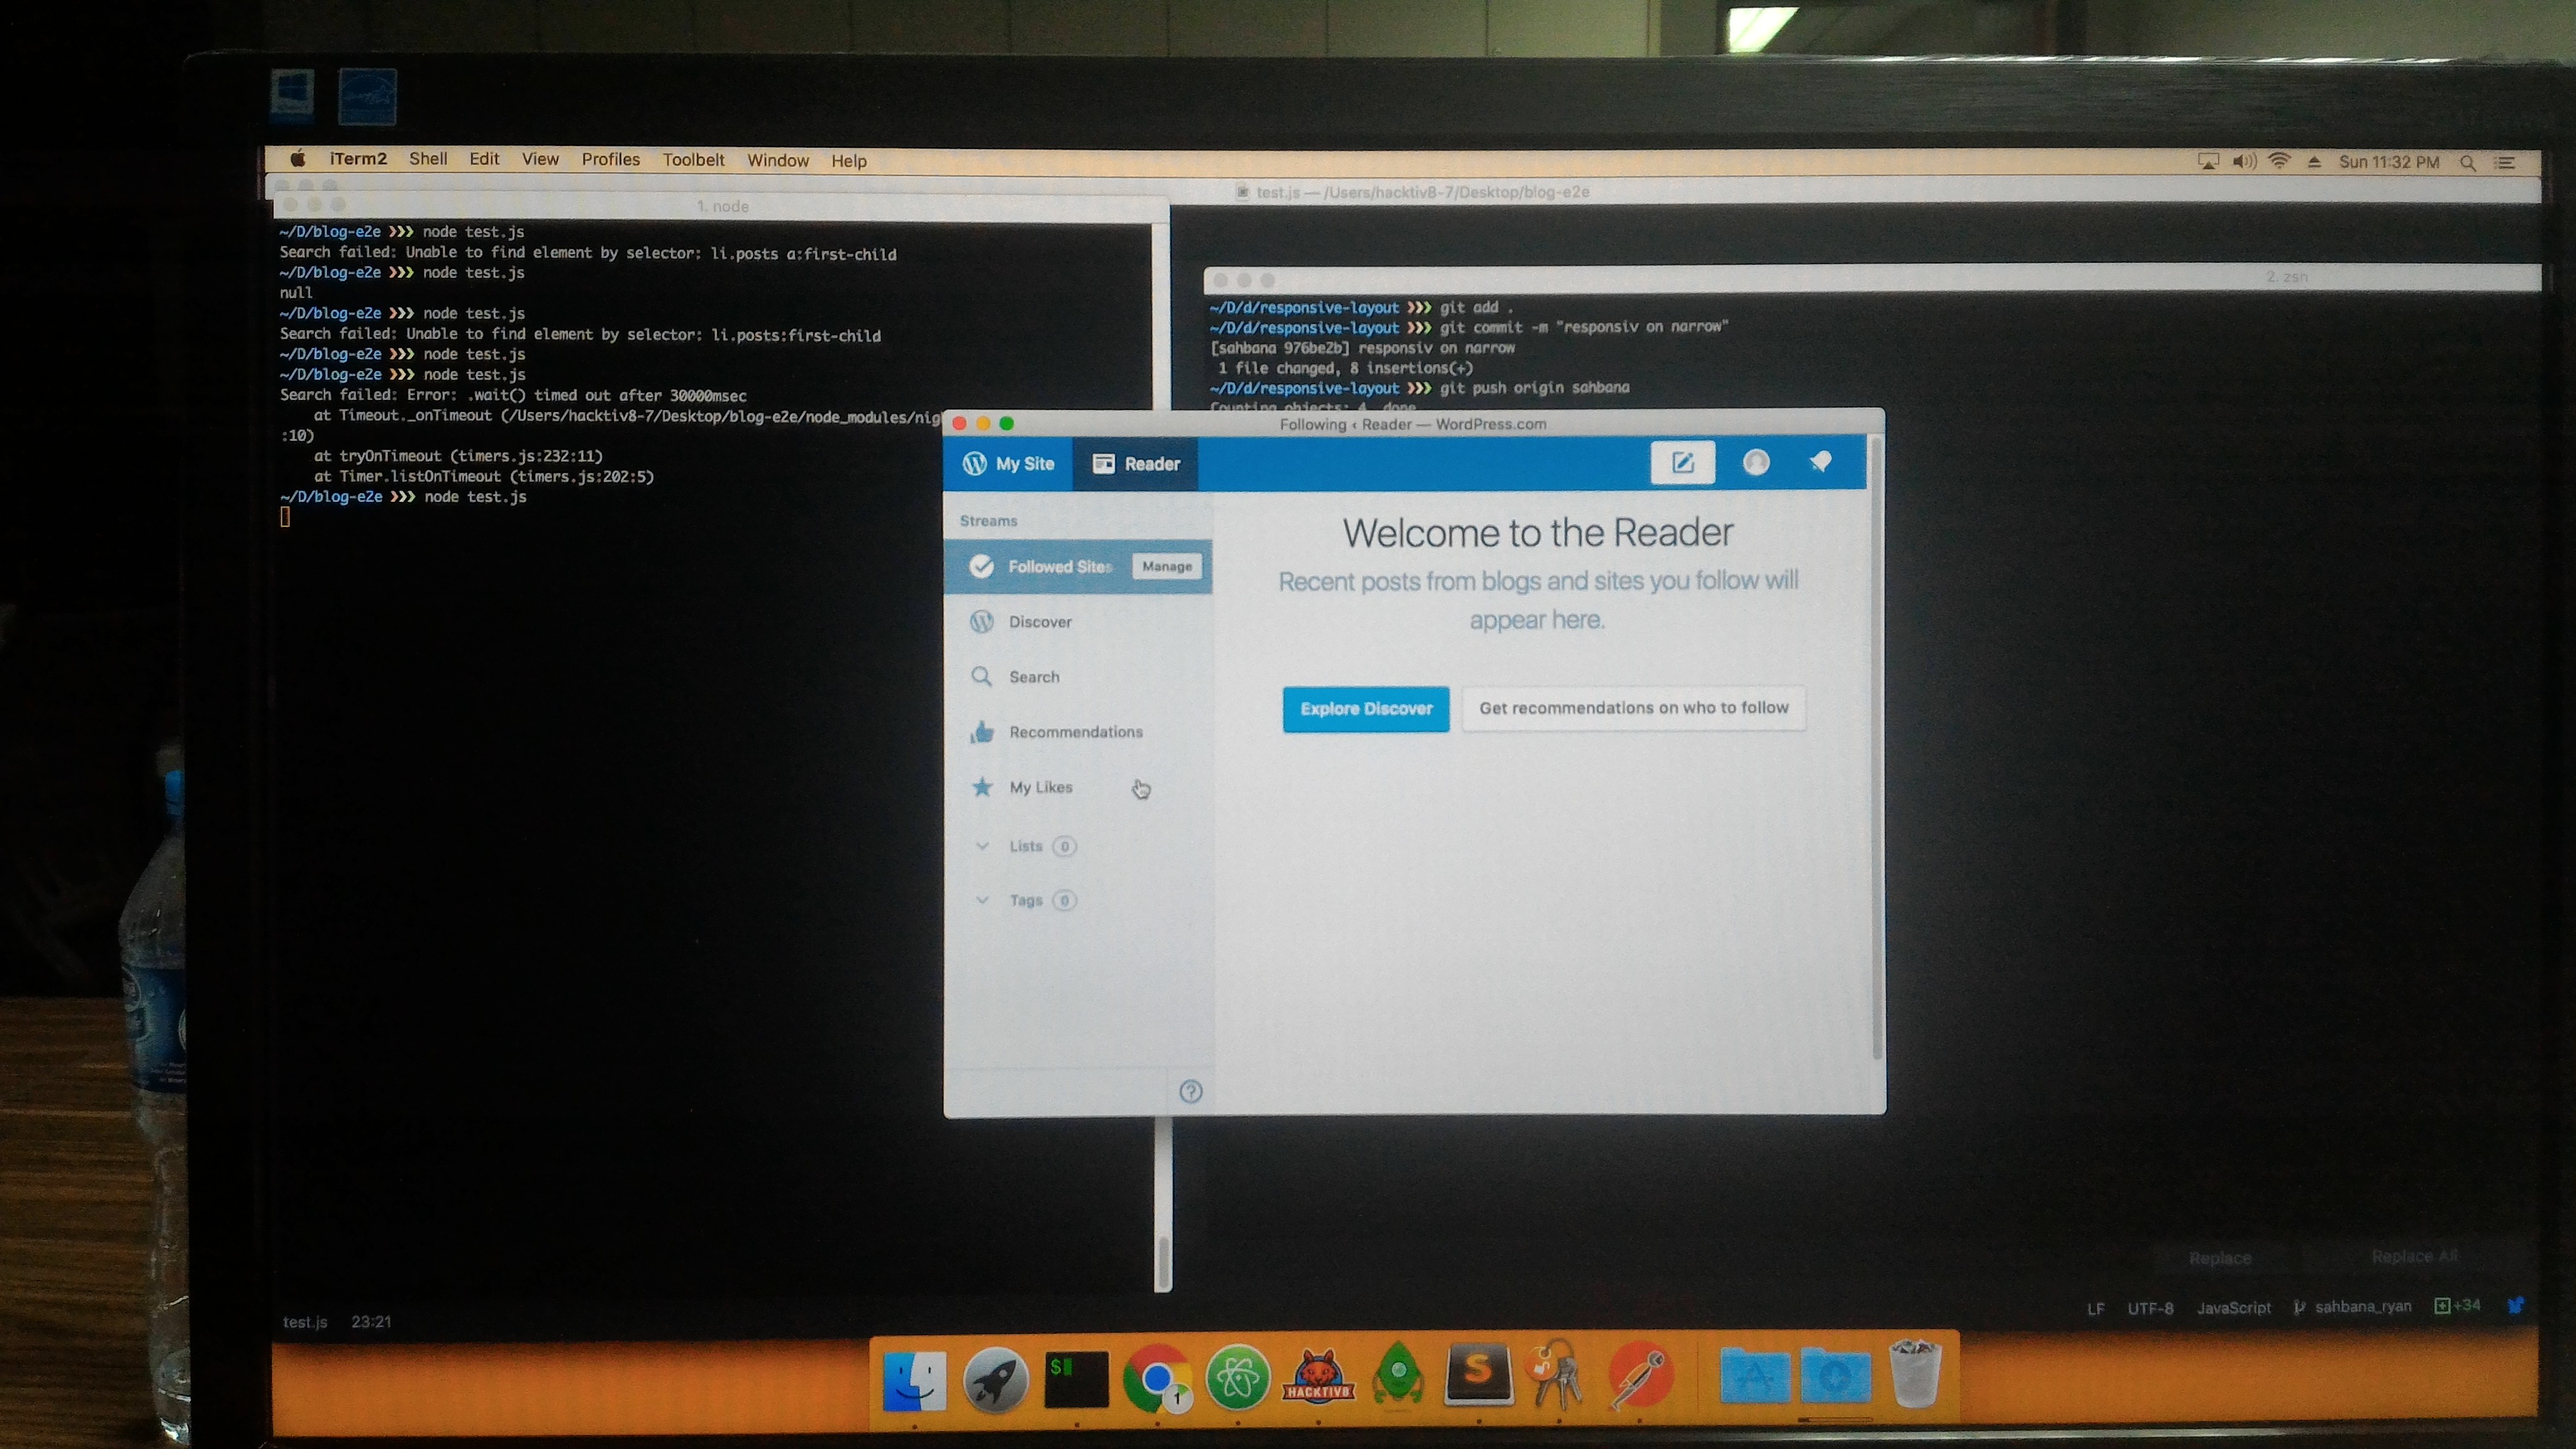 iTerm2 Shell Edit View Profiles Toolbelt Window Help
Sun 11:32 PM
test.js — /Users/hacktiv8-7/Desktop/blog-e2e
1. node
~/D/blog-e2e ❯❯❯ node test.js
Search failed: Unable to find element by selector: li.posts a:first-child
~/D/blog-e2e ❯❯❯ node test.js
null
~/D/blog-e2e ❯❯❯ node test.js
Search failed: Unable to find element by selector: li.posts:first-child
~/D/blog-e2e ❯❯❯ node test.js
~/D/blog-e2e ❯❯❯ node test.js
Search failed: Error: .wait() timed out after 30000msec
at Timeout._onTimeout (/Users/hacktiv8-7/Desktop/blog-e2e/node_modules/nig
:10)
at tryOnTimeout (timers.js:232:11)
at Timer.listOnTimeout (timers.js:202:5)
~/D/blog-e2e ❯❯❯ node test.js
2. zsh
~/D/d/responsive-layout ❯❯❯ git add .
~/D/d/responsive-layout ❯❯❯ git commit -m "responsiv on narrow"
[sahbana 976be2b] responsiv on narrow
1 file changed, 8 insertions(+)
~/D/d/responsive-layout ❯❯❯ git push origin sahbana
Counting objects: 4, done.
Following ‹ Reader — WordPress.com
My Site Reader
Streams
Followed Sites Manage
Discover
Search
Recommendations
My Likes
Lists 0
Tags 0
Welcome to the Reader
Recent posts from blogs and sites you follow will
appear here.
Explore Discover Get recommendations on who to follow
Replace Replace All
test.js 23:21
LF UTF-8 JavaScript sahbana_ryan +34
$
1
HACKTIV8
S